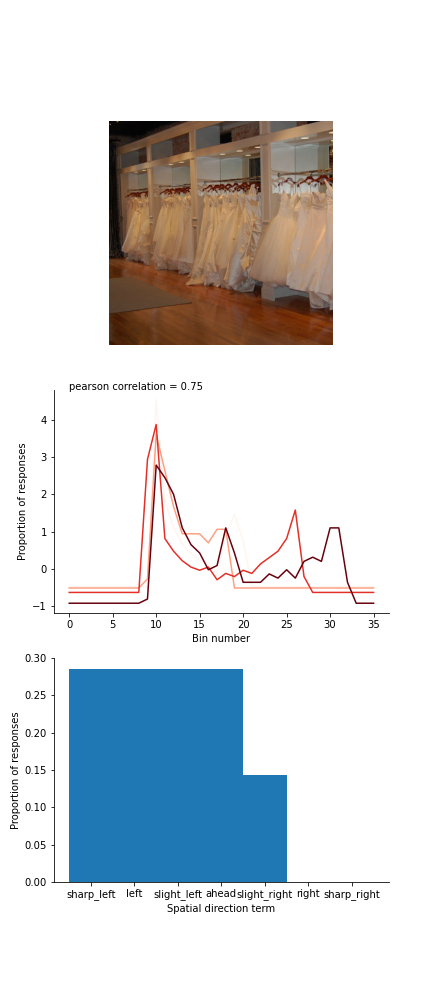 pearson correlation = 0.75
Proportion of responses
4
3
2
1
0
−1
0 5 10 15 20 25 30 35
Bin number
Proportion of responses
0.30
0.25
0.20
0.15
0.10
0.05
0.00
sharp_left left slight_left ahead slight_right right sharp_right
Spatial direction term